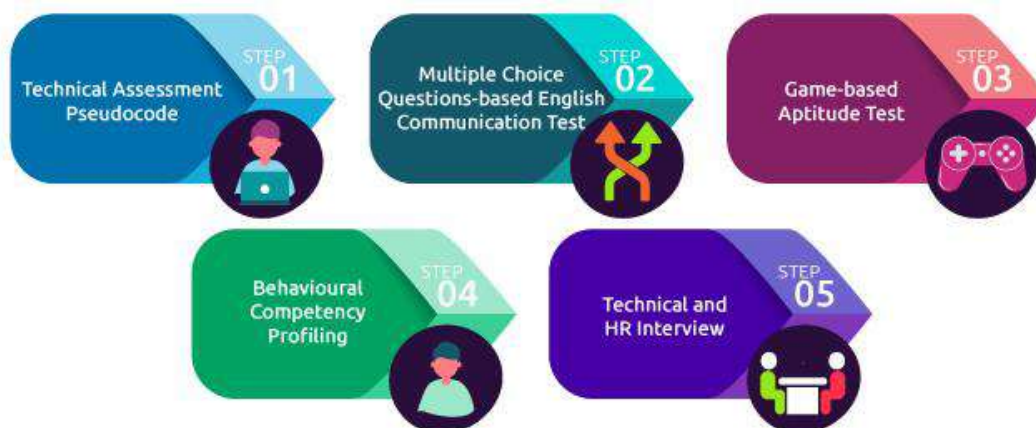 STEP
01
Technical Assessment
Pseudocode
STEP
02
Multiple Choice
Questions-based English
Communication Test
STEP
03
Game-based
Aptitude Test
STEP
04
Behavioural
Competency
Profiling
STEP
05
Technical and
HR Interview